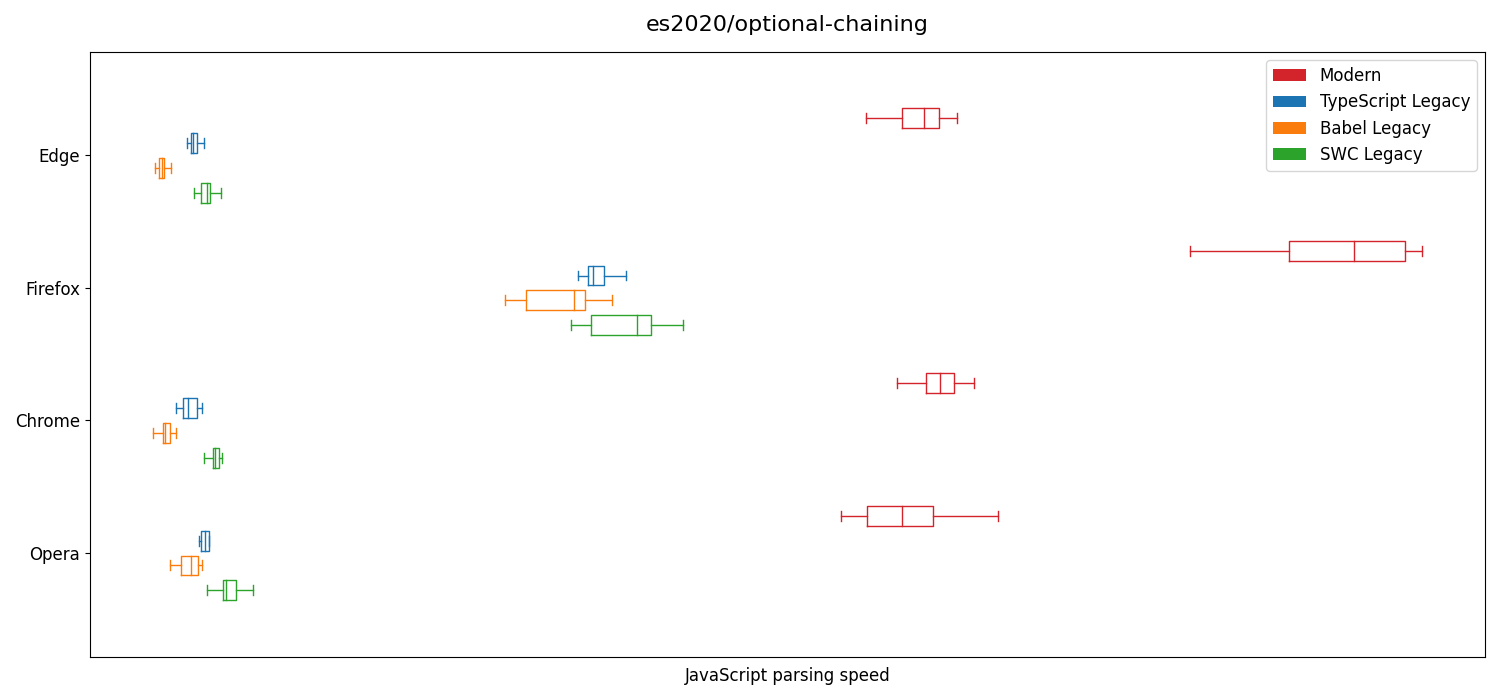 es2020/optional-chaining
Modern
TypeScript Legacy
Babel Legacy
SWC Legacy
Edge
Firefox
Chrome
Opera
JavaScript parsing speed